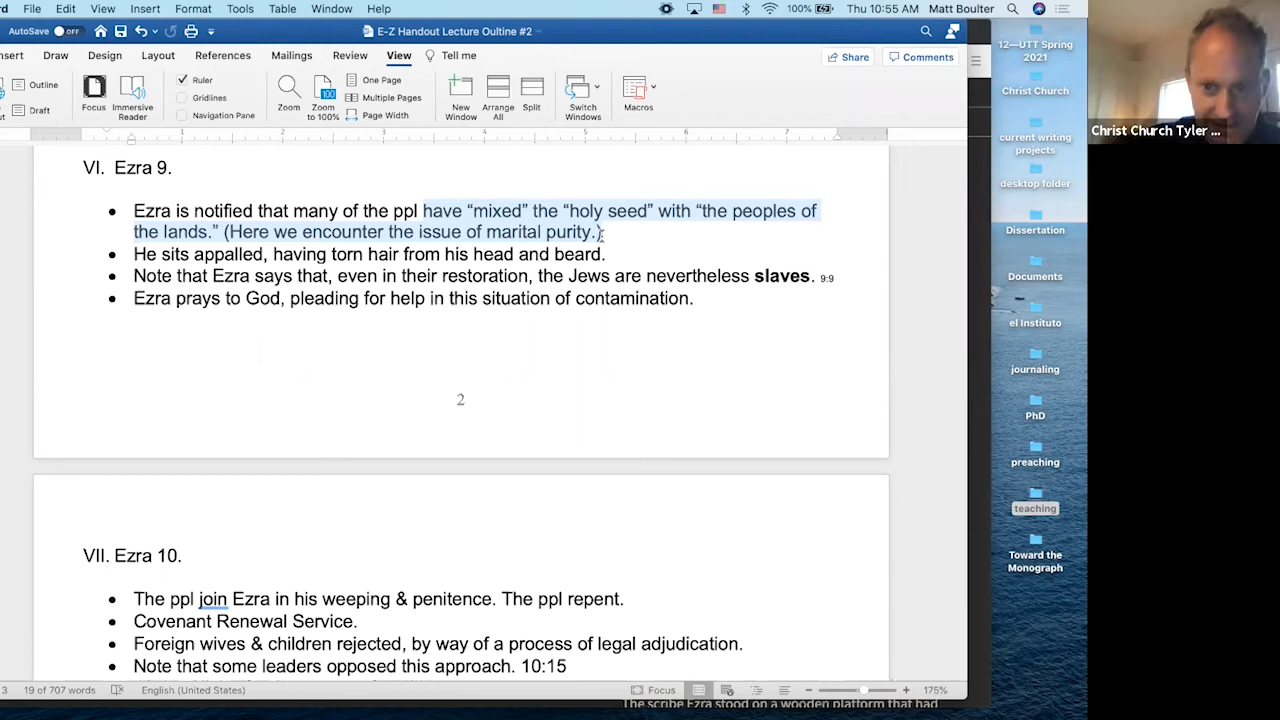 File Edit View Insert Format Tools Table Window Help 100% Thu 10:55 AM Matt Boulter
AutoSave OFF E-Z Handout Lecture Oultine #2
Draw Design Layout References Mailings Review View Tell me Share Comments
Outline
Draft
Focus
Immersive Reader
Ruler
Gridlines
Navigation Pane
Zoom
Zoom to 100%
100
One Page
Multiple Pages
Page Width
New Window
Arrange All
Split
Switch Windows
Macros
2 3 4 5 6 7
VI. Ezra 9.
• Ezra is notified that many of the ppl have “mixed” the “holy seed” with “the peoples of
the lands.” (Here we encounter the issue of marital purity.)
• He sits appalled, having torn hair from his head and beard.
• Note that Ezra says that, even in their restoration, the Jews are nevertheless slaves. 9:9
• Ezra prays to God, pleading for help in this situation of contamination.
2
VII. Ezra 10.
• The ppl join Ezra in his weeping & penitence. The ppl repent.
• Covenant Renewal Service.
• Foreign wives & children rejected, by way of a process of legal adjudication.
• Note that some leaders opposed this approach. 10:15
3 19 of 707 words English (United States) Focus 175%
The scribe Ezra stood on a wooden platform that had
12—UTT Spring
2021
Christ Church
current writing
projects
desktop folder
Dissertation
Documents
el Instituto
journaling
PhD
preaching
teaching
Toward the
Monograph
Christ Church Tyler ...